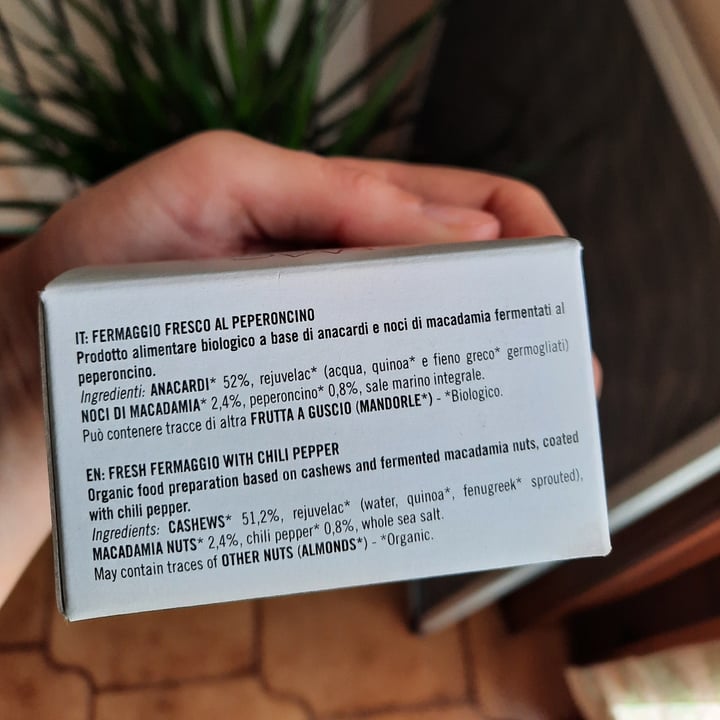 IT: FERMAGGIO FRESCO AL PEPERONCINO
Prodotto alimentare biologico a base di anacardi e noci di macadamia fermentati al
peperoncino.
Ingredienti: ANACARDI* 52%, rejuvelac* (acqua, quinoa* e fieno greco* germogliati)
NOCI DI MACADAMIA* 2,4%, peperoncino* 0,8%, sale marino integrale.
Può contenere tracce di altra FRUTTA A GUSCIO (MANDORLE*) - *Biologico.
EN: FRESH FERMAGGIO WITH CHILI PEPPER
Organic food preparation based on cashews and fermented macadamia nuts, coated
with chili pepper.
Ingredients: CASHEWS* 51,2%, rejuvelac* (water, quinoa*, fenugreek* sprouted),
MACADAMIA NUTS* 2,4%, chili pepper* 0,8%, whole sea salt.
May contain traces of OTHER NUTS (ALMONDS*) - *Organic.